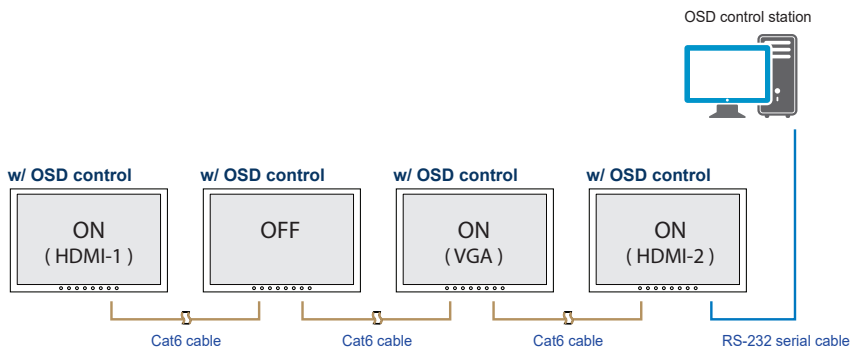 OSD control station
w/ OSD control
w/ OSD control
w/ OSD control
w/ OSD control
ON
( HDMI-1 )
OFF
ON
( VGA )
ON
( HDMI-2 )
Cat6 cable
Cat6 cable
Cat6 cable
RS-232 serial cable